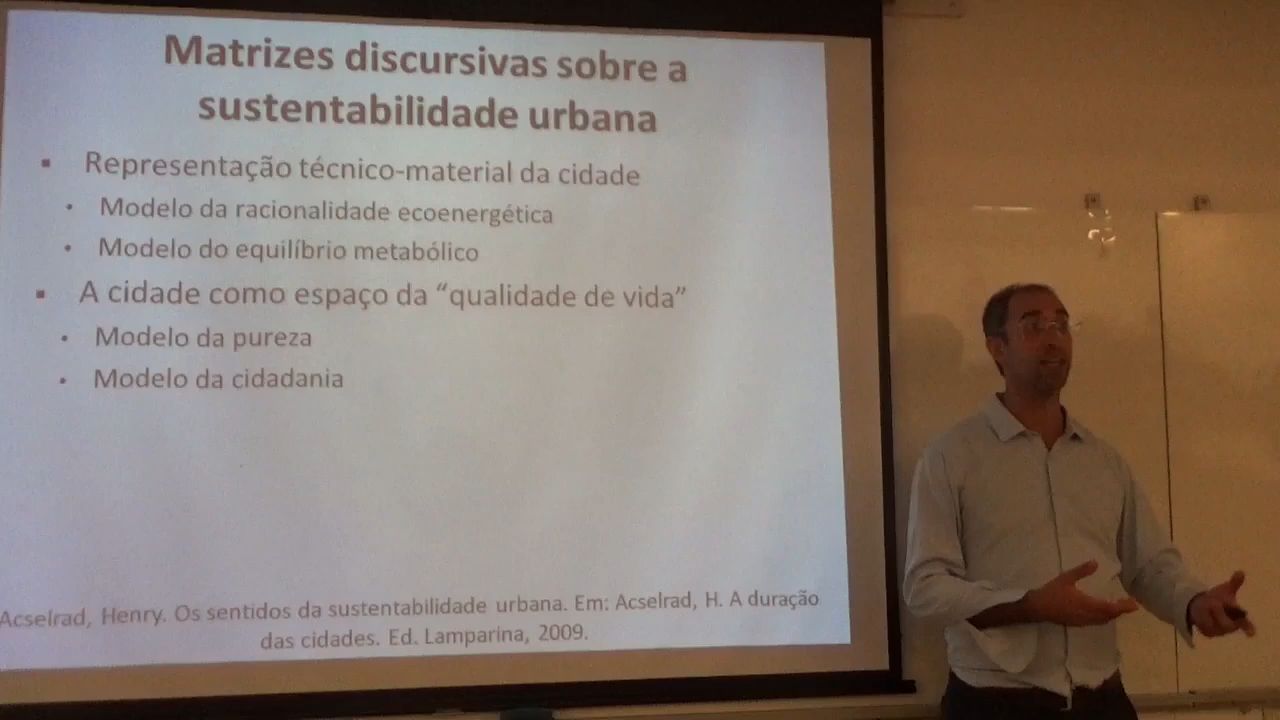 Matrizes discursivas sobre a
sustentabilidade urbana
▪ Representação técnico-material da cidade
• Modelo da racionalidade ecoenergética
• Modelo do equilíbrio metabólico
▪ A cidade como espaço da “qualidade de vida”
• Modelo da pureza
• Modelo da cidadania
Acselrad, Henry. Os sentidos da sustentabilidade urbana. Em: Acselrad, H. A duração
das cidades. Ed. Lamparina, 2009.